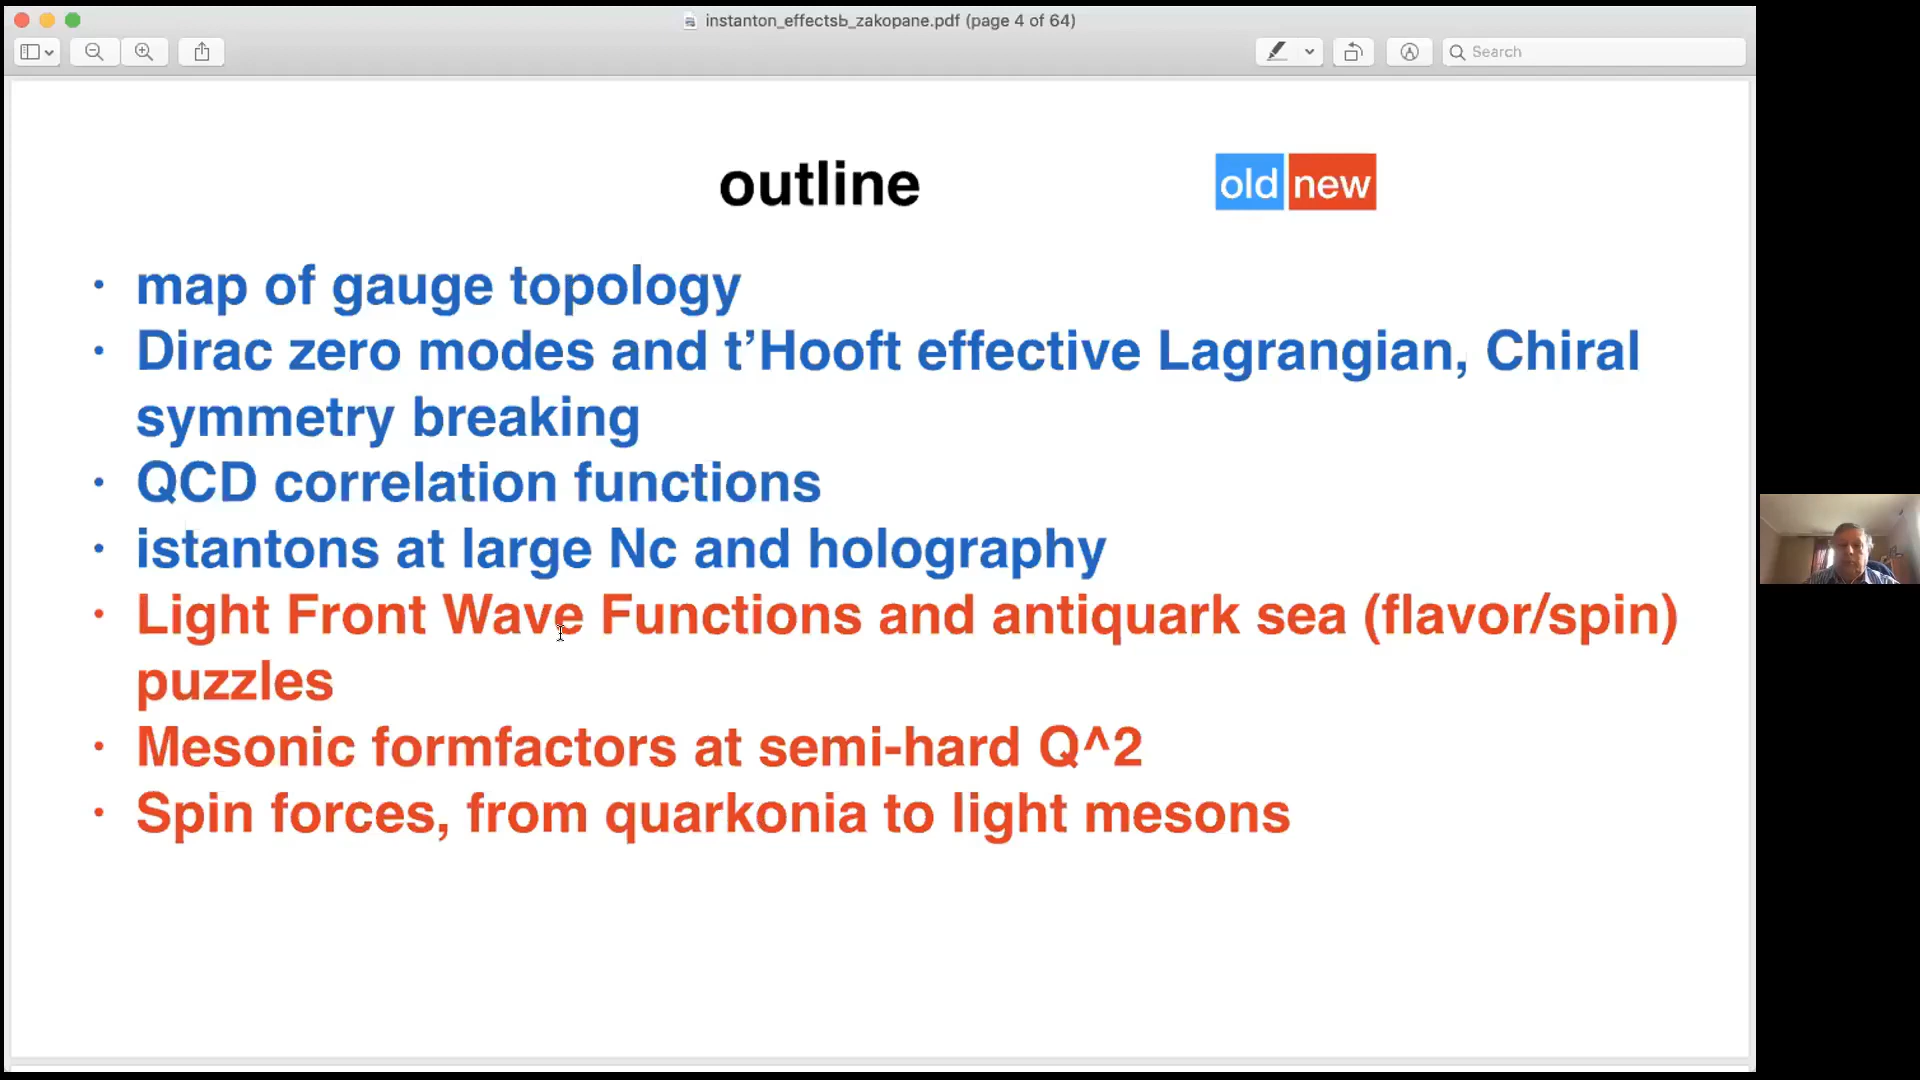 instanton_effectsb_zakopane.pdf (page 4 of 64)
Search
outline
old new
• map of gauge topology
• Dirac zero modes and t’Hooft effective Lagrangian, Chiral
symmetry breaking
• QCD correlation functions
• istantons at large Nc and holography
• Light Front Wave Functions and antiquark sea (flavor/spin)
puzzles
• Mesonic formfactors at semi-hard Q^2
• Spin forces, from quarkonia to light mesons